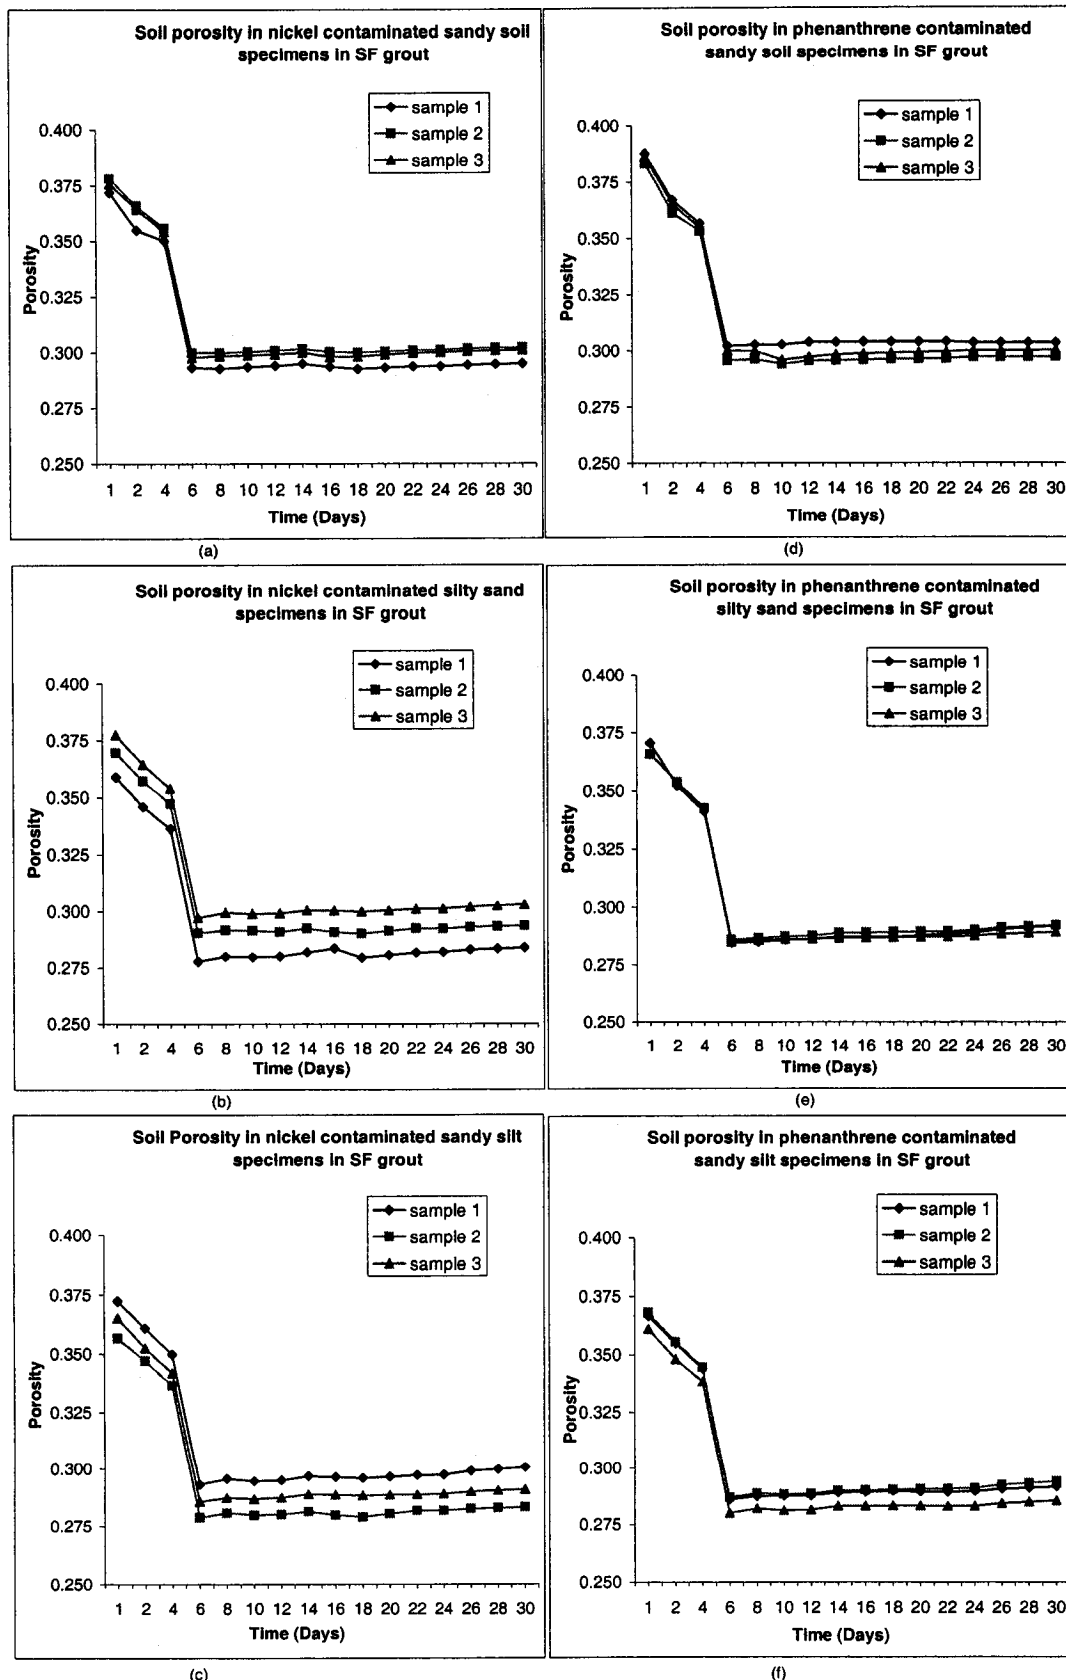 Soil porosity in nickel contaminated sandy soil
specimens in SF grout
sample 1
sample 2
sample 3
0.400
0.375
0.350
0.325
0.300
0.275
0.250
Porosity
1 2 4 6 8 10 12 14 16 18 20 22 24 26 28 30
Time (Days)
(a)
Soil porosity in phenanthrene contaminated
sandy soil specimens in SF grout
sample 1
sample 2
sample 3
0.400
0.375
0.350
0.325
0.300
0.275
0.250
Porosity
1 2 4 6 8 10 12 14 16 18 20 22 24 26 28 30
Time (Days)
(d)
Soil porosity in nickel contaminated silty sand
specimens in SF grout
sample 1
sample 2
sample 3
0.400
0.375
0.350
0.325
0.300
0.275
0.250
Porosity
1 2 4 6 8 10 12 14 16 18 20 22 24 26 28 30
Time (Days)
(b)
Soil porosity in phenanthrene contaminated
silty sand specimens in SF grout
sample 1
sample 2
sample 3
0.400
0.375
0.350
0.325
0.300
0.275
0.250
Porosity
1 2 4 6 8 10 12 14 16 18 20 22 24 26 28 30
Time (Days)
(e)
Soil Porosity in nickel contaminated sandy silt
specimens in SF grout
sample 1
sample 2
sample 3
0.400
0.375
0.350
0.325
0.300
0.275
0.250
Porosity
1 2 4 6 8 10 12 14 16 18 20 22 24 26 28 30
Time (Days)
(c)
Soil porosity in phenanthrene contaminated
sandy silt specimens in SF grout
sample 1
sample 2
sample 3
0.400
0.375
0.350
0.325
0.300
0.275
0.250
Porosity
1 2 4 6 8 10 12 14 16 18 20 22 24 26 28 30
Time (Days)
(f)